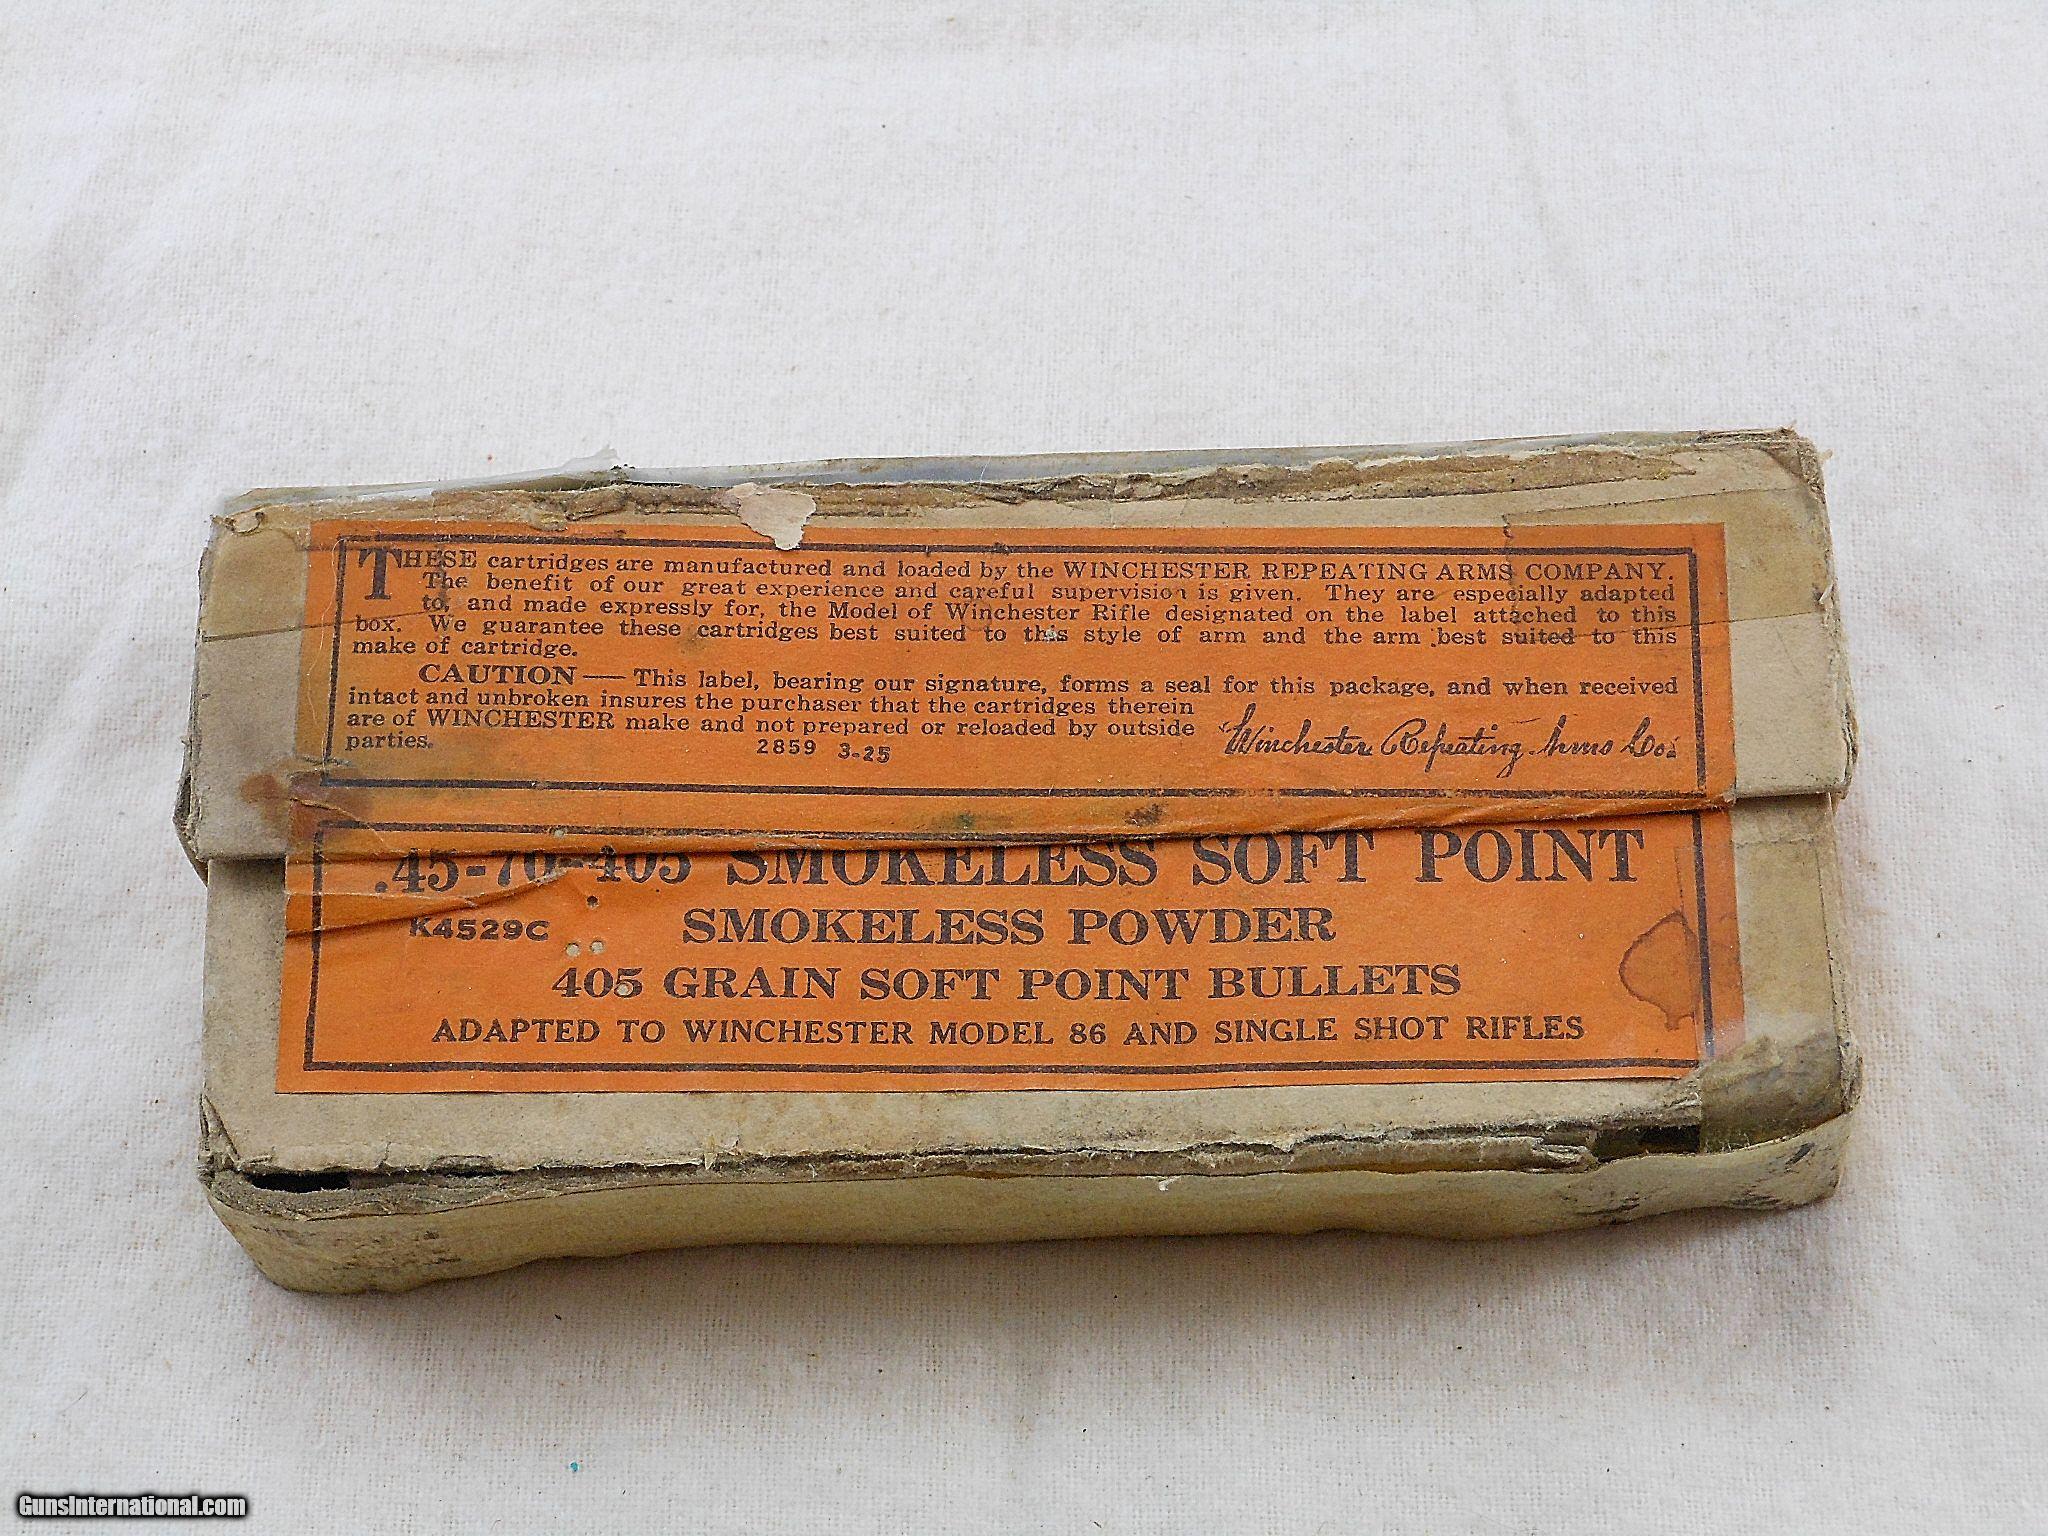 THESE cartridges are manufactured and loaded by the WINCHESTER REPEATING ARMS COMPANY.
The benefit of our great experience and careful supervision is given. They are especially adapted
to, and made expressly for, the Model of Winchester Rifle designated on the label attached to this
box. We guarantee these cartridges best suited to this style of arm and the arm best suited to this
make of cartridge.
CAUTION — This label, bearing our signature, forms a seal for this package, and when received
intact and unbroken insures the purchaser that the cartridges therein
are of WINCHESTER make and not prepared or reloaded by outside
parties.
2859 3-25
Winchester Repeating Arms Co.
.45-70-405 SMOKELESS SOFT POINT
K4529C
SMOKELESS POWDER
405 GRAIN SOFT POINT BULLETS
ADAPTED TO WINCHESTER MODEL 86 AND SINGLE SHOT RIFLES
GunsInternational.com